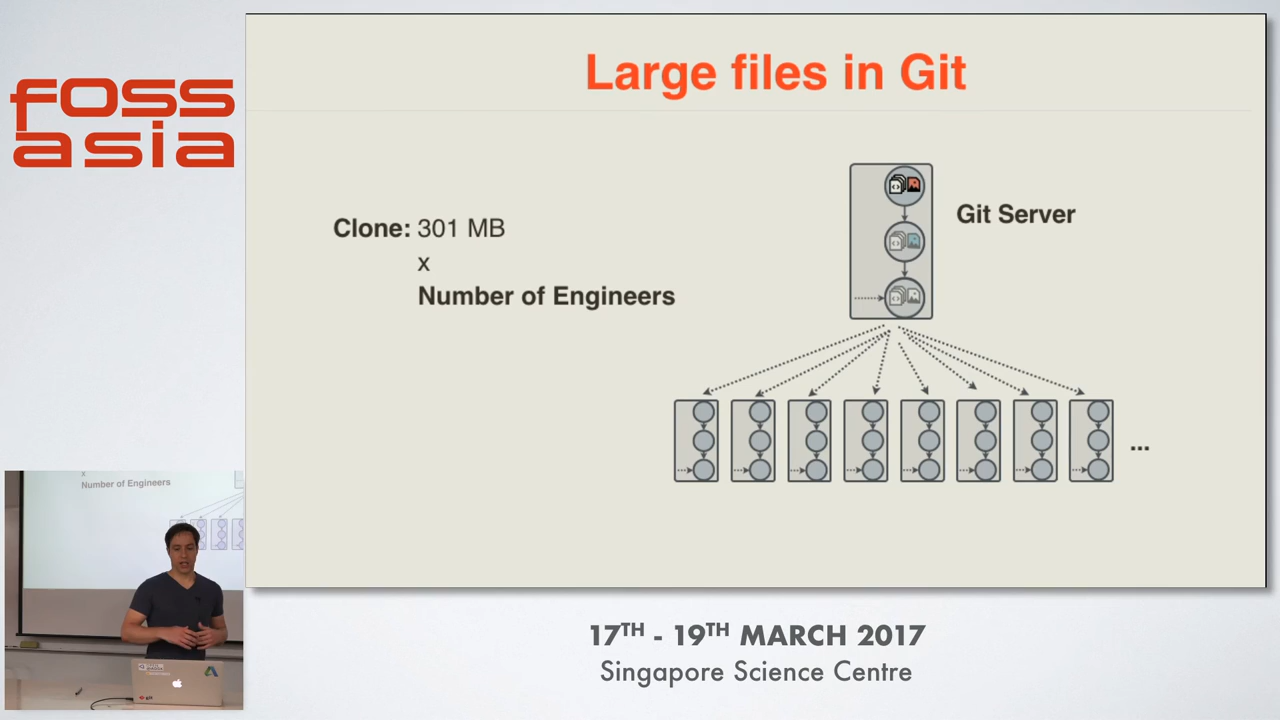 foss
asia
Large files in Git
Clone: 301 MB
x
Number of Engineers
Git Server
...
x
Number of Engineers
17TH - 19TH MARCH 2017
Singapore Science Centre